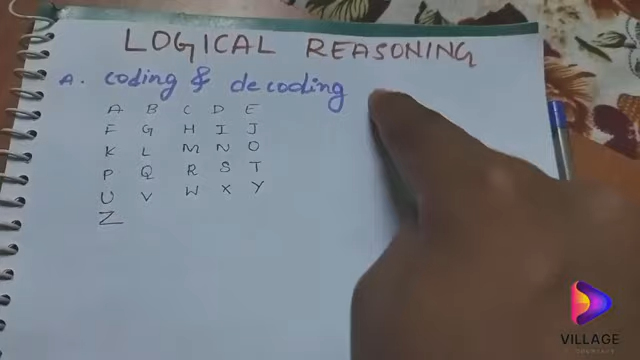 LOGICAL REASONING
A. coding & decoding
A B C D E
F G H I J
K L M N O
P Q R S T
U V W X Y
Z
VILLAGE